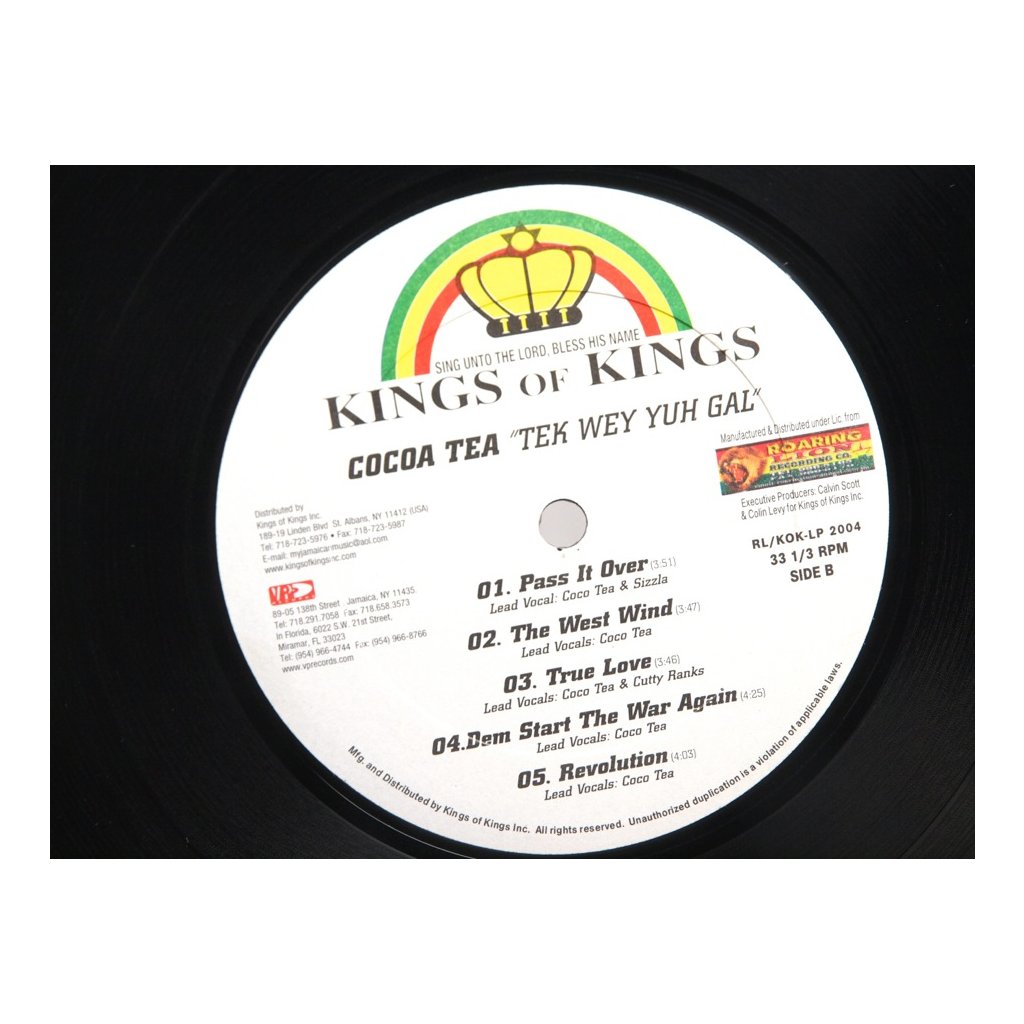 SING UNTO THE LORD, BLESS HIS NAME
KINGS OF KINGS
COCOA TEA "TEK WEY YUH GAL"
Manufactured & Distributed under Lic. from
ROARING
LION
RECORDING CO.
Executive Producers: Calvin Scott
& Colin Levy for Kings of Kings Inc.
RL/KOK-LP 2004
33 1/3 RPM
SIDE B
Distributed by
Kings of Kings Inc.
189-19 Linden Blvd St. Albans, NY 11412 (USA)
Tel: 718-723-5976 • Fax: 718-723-5987
E-mail: myjamaicanmusic@aol.com
www.kingsofkingsinc.com
VP
89-05 138th Street Jamaica, NY 11435,
Tel: 718.291.7058 Fax: 718.658.3573
In Florida, 6022 S.W. 21st Street,
Miramar, FL 33023
Tel: (954) 966-4744 Fax: (954) 966-8766
www.vprecords.com
01. Pass It Over (3:51)
Lead Vocal: Coco Tea & Sizzla
02. The West Wind (3:47)
Lead Vocals: Coco Tea
03. True Love (3:46)
Lead Vocals: Coco Tea & Cutty Ranks
04.Dem Start The War Again (4:25)
Lead Vocals: Coco Tea
05. Revolution (4:03)
Lead Vocals: Coco Tea
Mfg. and Distributed by Kings of Kings Inc. All rights reserved. Unauthorized duplication is a violation of applicable laws.